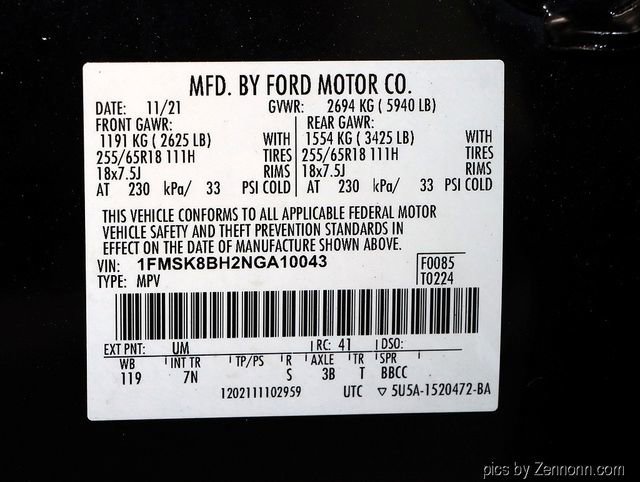 MFD. BY FORD MOTOR CO.
DATE: 11/21 GVWR: 2694 KG ( 5940 LB)
FRONT GAWR: REAR GAWR:
1191 KG ( 2625 LB) WITH 1554 KG ( 3425 LB) WITH
255/65R18 111H TIRES 255/65R18 111H TIRES
18x7.5J RIMS 18x7.5J RIMS
AT 230 kPa/ 33 PSI COLD AT 230 kPa/ 33 PSI COLD
THIS VEHICLE CONFORMS TO ALL APPLICABLE FEDERAL MOTOR
VEHICLE SAFETY AND THEFT PREVENTION STANDARDS IN
EFFECT ON THE DATE OF MANUFACTURE SHOWN ABOVE.
VIN: 1FMSK8BH2NGA10043 F0085
TYPE: MPV T0224
EXT PNT: UM RC: 41 DSO:
WB INT TR TP/PS R AXLE TR SPR
119 7N S 3B T BBCC
1202111102959 UTC ▽ 5U5A-1520472-BA
pics by Zennonn.com